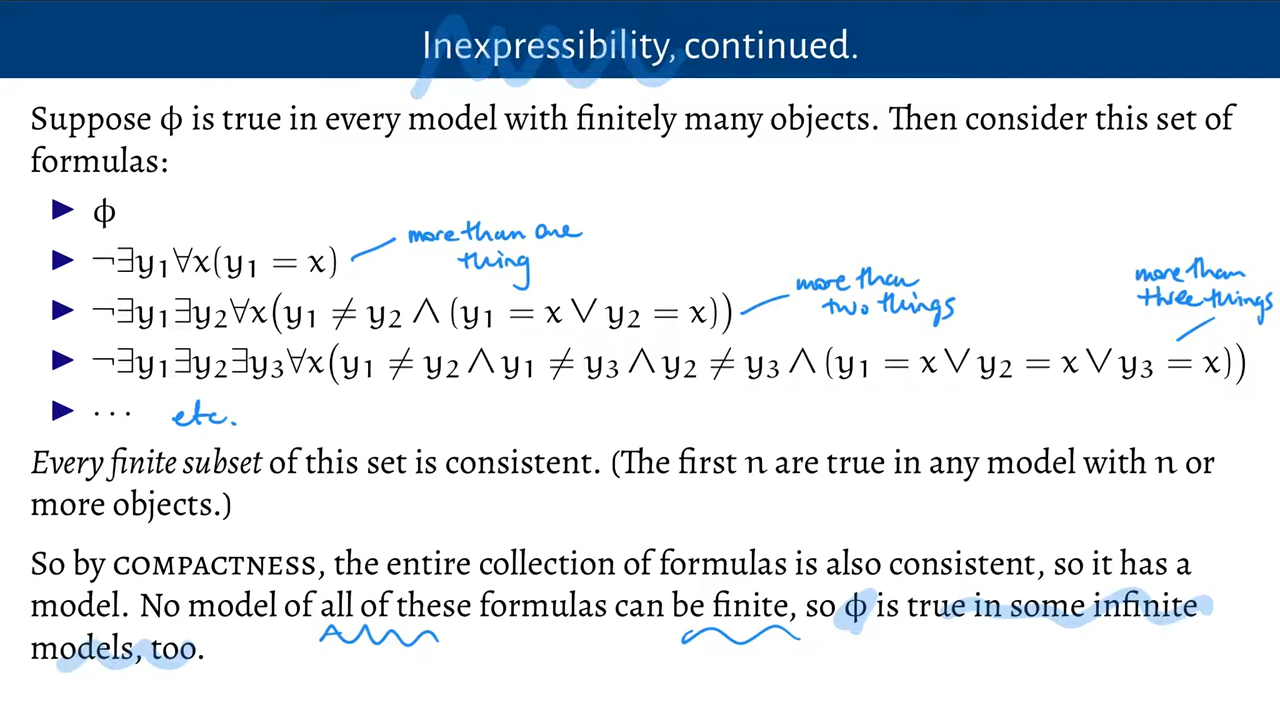 Inexpressibility, continued.
Suppose ϕ is true in every model with finitely many objects. Then consider this set of
formulas:
▶ ϕ
▶ ¬∃y₁∀x(y₁ = x)
more than one
thing
▶ ¬∃y₁∃y₂∀x(y₁ ≠ y₂ ∧ (y₁ = x ∨ y₂ = x))
more than
two things
more than
three things
▶ ¬∃y₁∃y₂∃y₃∀x(y₁ ≠ y₂ ∧ y₁ ≠ y₃ ∧ y₂ ≠ y₃ ∧ (y₁ = x ∨ y₂ = x ∨ y₃ = x))
▶ ··· etc.
Every finite subset of this set is consistent. (The first n are true in any model with n or
more objects.)
So by COMPACTNESS, the entire collection of formulas is also consistent, so it has a
model. No model of all of these formulas can be finite, so ϕ is true in some infinite
models, too.